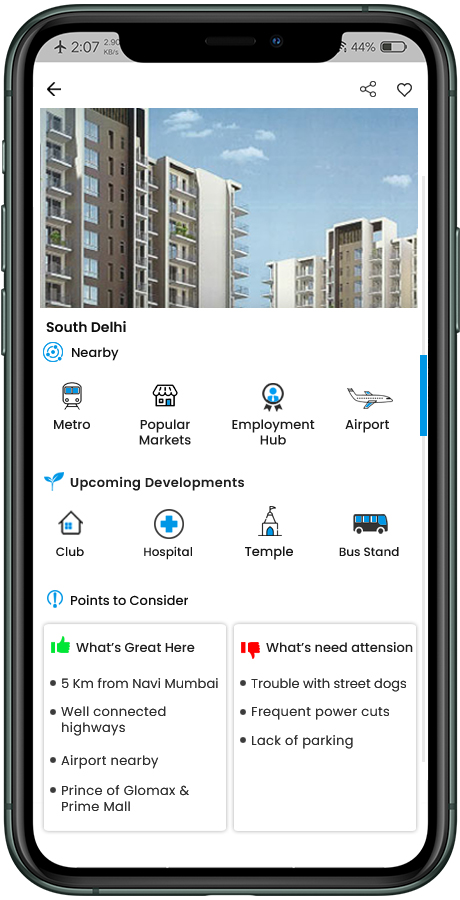 2:07 2.90 KB/s 44%
South Delhi
Nearby
Metro
Popular Markets
Employment Hub
Airport
Upcoming Developments
Club
Hospital
Temple
Bus Stand
Points to Consider
What's Great Here
5 Km from Navi Mumbai
Well connected
highways
Airport nearby
Prince of Glomax &
Prime Mall
What's need attension
Trouble with street dogs
Frequent power cuts
Lack of parking